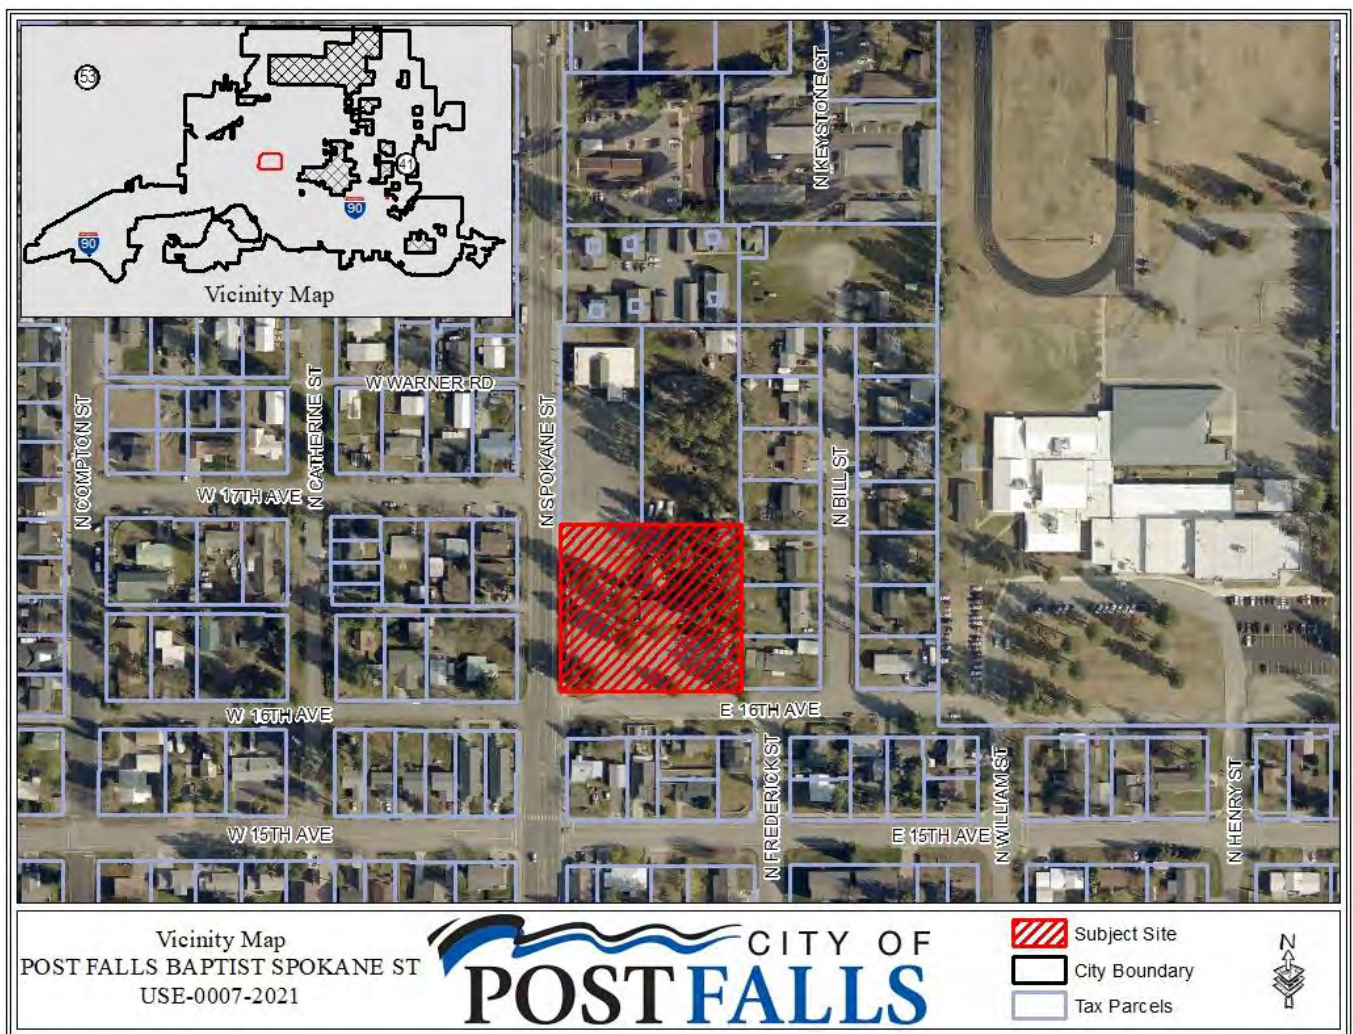 53
41
90
90
Vicinity Map
N KEYSTONE CT
W WARNER RD
N COMPTON ST
N CATHERINE ST
N SPOKANE ST
N BILL ST
W 17TH AVE
W 16TH AVE
E 16TH AVE
N FREDERICK ST
N WILLIAM ST
N HENRY ST
W 15TH AVE
E 15TH AVE
Vicinity Map
POST FALLS BAPTIST SPOKANE ST
USE-0007-2021
CITY OF
POST FALLS
Subject Site
City Boundary
Tax Parcels
N